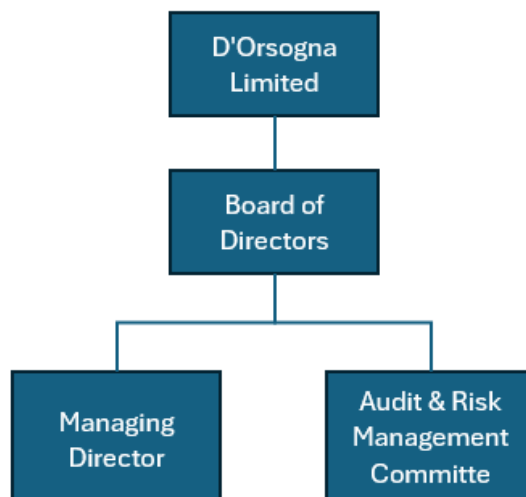 D'Orsogna
Limited
Board of
Directors
Managing
Director
Audit & Risk
Management
Committe